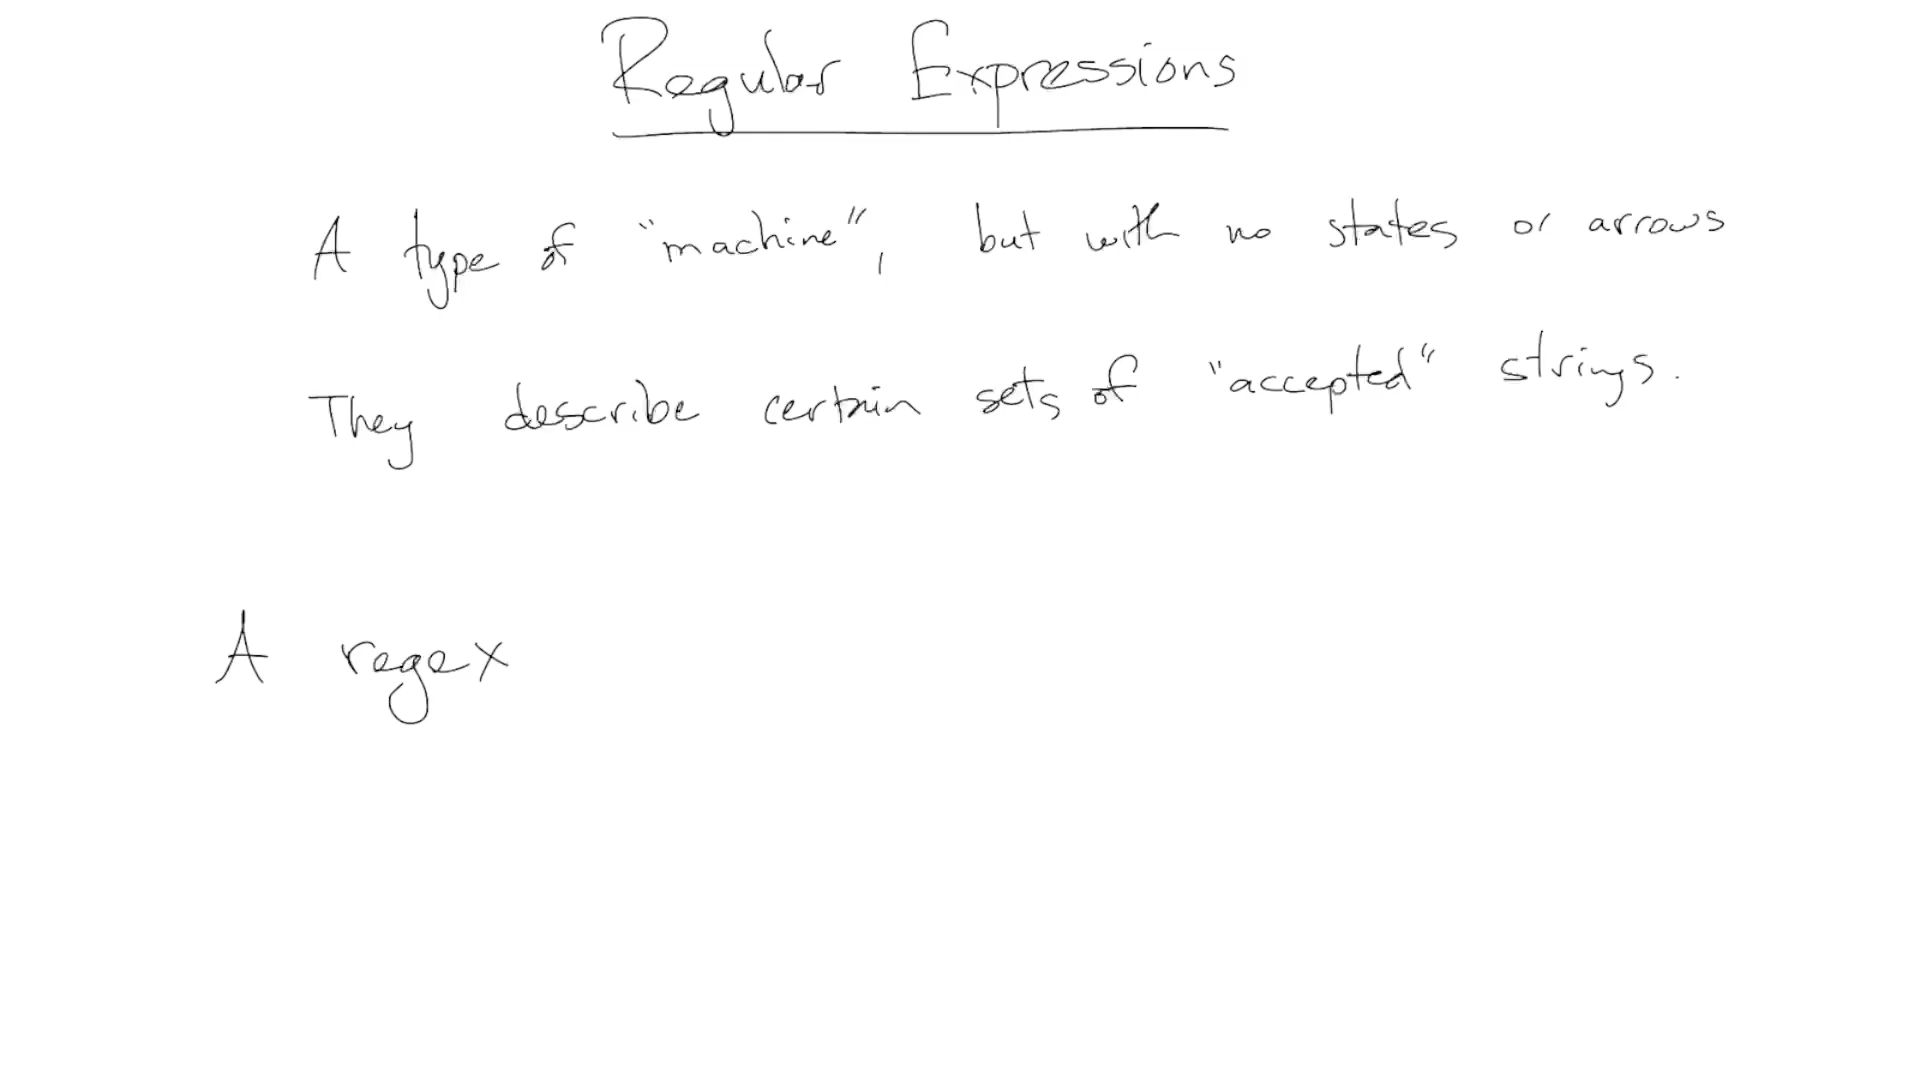 Regular Expressions
A type of "machine", but with no states or arrows
They describe certain sets of "accepted" strings.
A regex